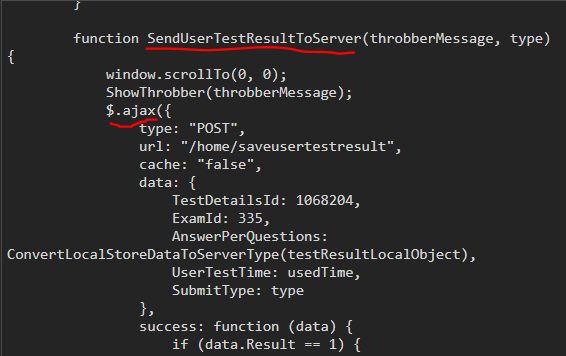 }
function SendUserTestResultToServer(throbberMessage, type)
{
window.scrollTo(0, 0);
ShowThrobber(throbberMessage);
$.ajax({
type: "POST",
url: "/home/saveusertestresult",
cache: "false",
data: {
TestDetailsId: 1068204,
ExamId: 335,
AnswerPerQuestions:
ConvertLocalStoreDataToServerType(testResultLocalObject),
UserTestTime: usedTime,
SubmitType: type
},
success: function (data) {
if (data.Result == 1) {